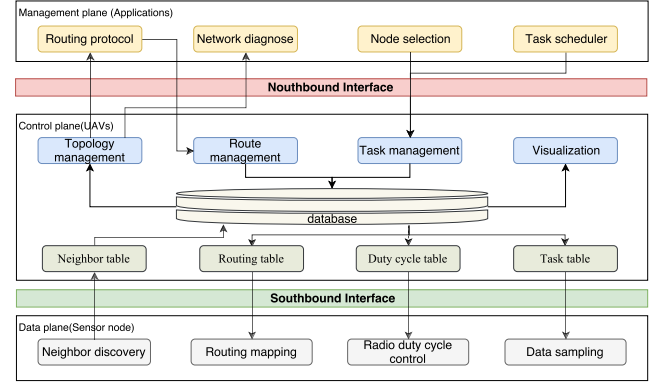 Management plane (Applications)
Routing protocol
Network diagnose
Node selection
Task scheduler
Nouthbound Interface
Control plane(UAVs)
Topology
management
Route
management
Task management
Visualization
database
Neighbor table
Routing table
Duty cycle table
Task table
Southbound Interface
Data plane(Sensor node)
Neighbor discovery
Routing mapping
Radio duty cycle
control
Data sampling